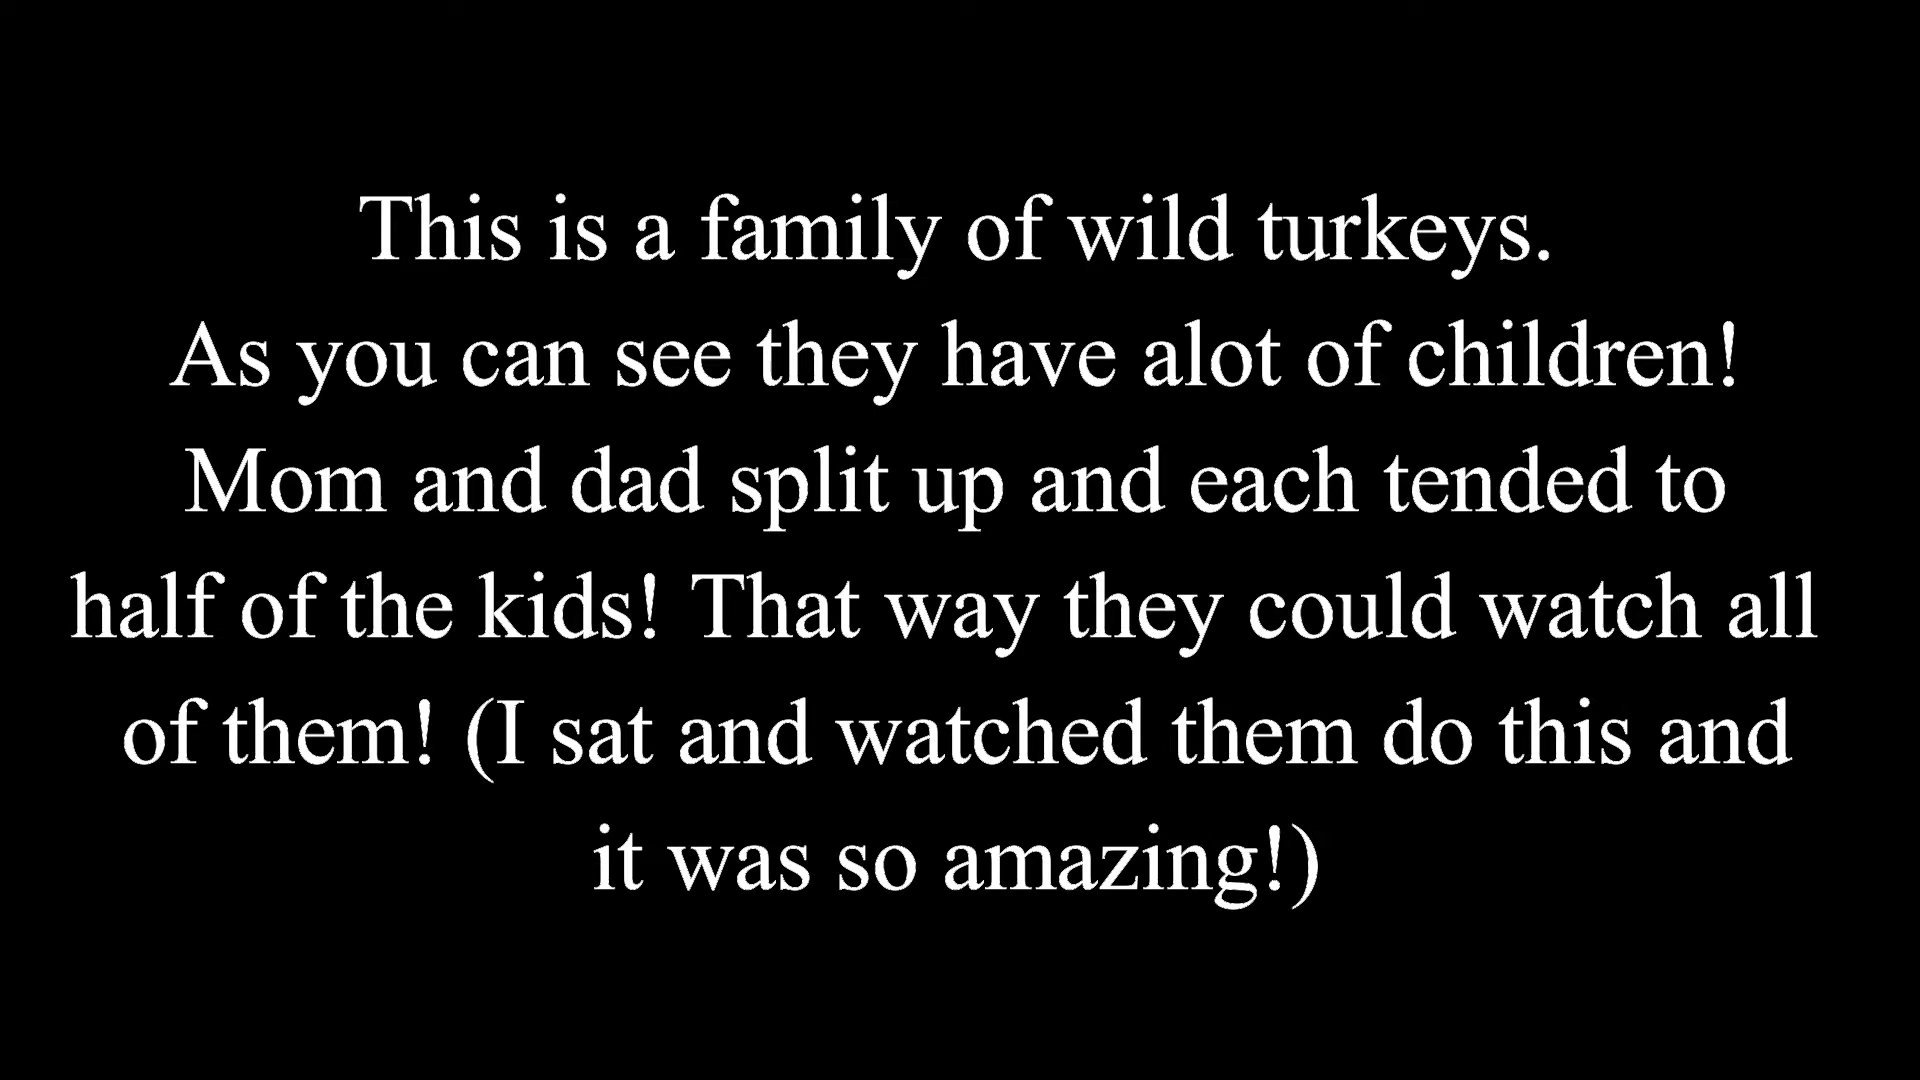 This is a family of wild turkeys.
As you can see they have alot of children!
Mom and dad split up and each tended to
half of the kids! That way they could watch all
of them! (I sat and watched them do this and
it was so amazing!)